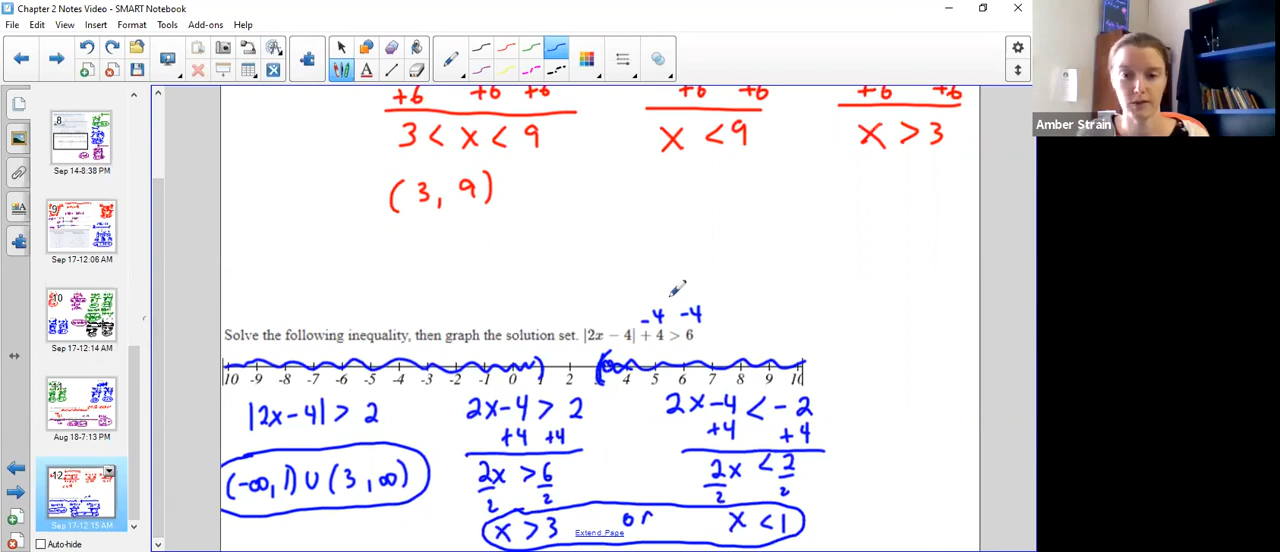 Chapter 2 Notes Video - SMART Notebook
File Edit View Insert Format Tools Add-ons Help
Amber Strain
8
Sep 14-8:38 PM
9
Sep 17-12:06 AM
10
Sep 17-12:14 AM
11
Aug 18-7:13 PM
12
Sep 17-12:15 AM
Auto-hide
+6 +6 +6 +6 +6 +6 +6
3 < x < 9 x < 9 x > 3
(3, 9)
-4 -4
Solve the following inequality, then graph the solution set. |2x − 4| + 4 > 6
10 -9 -8 -7 -6 -5 -4 -3 -2 -1 0 1 2 4 5 6 7 8 9 10
|2x-4| > 2 2x-4 > 2 2x-4 < -2
+4 +4 +4 +4
(-∞, 1) ∪ (3, ∞) 2x > 6 2x < 2
2 2 2 2
x > 3 or x < 1
Extend Page